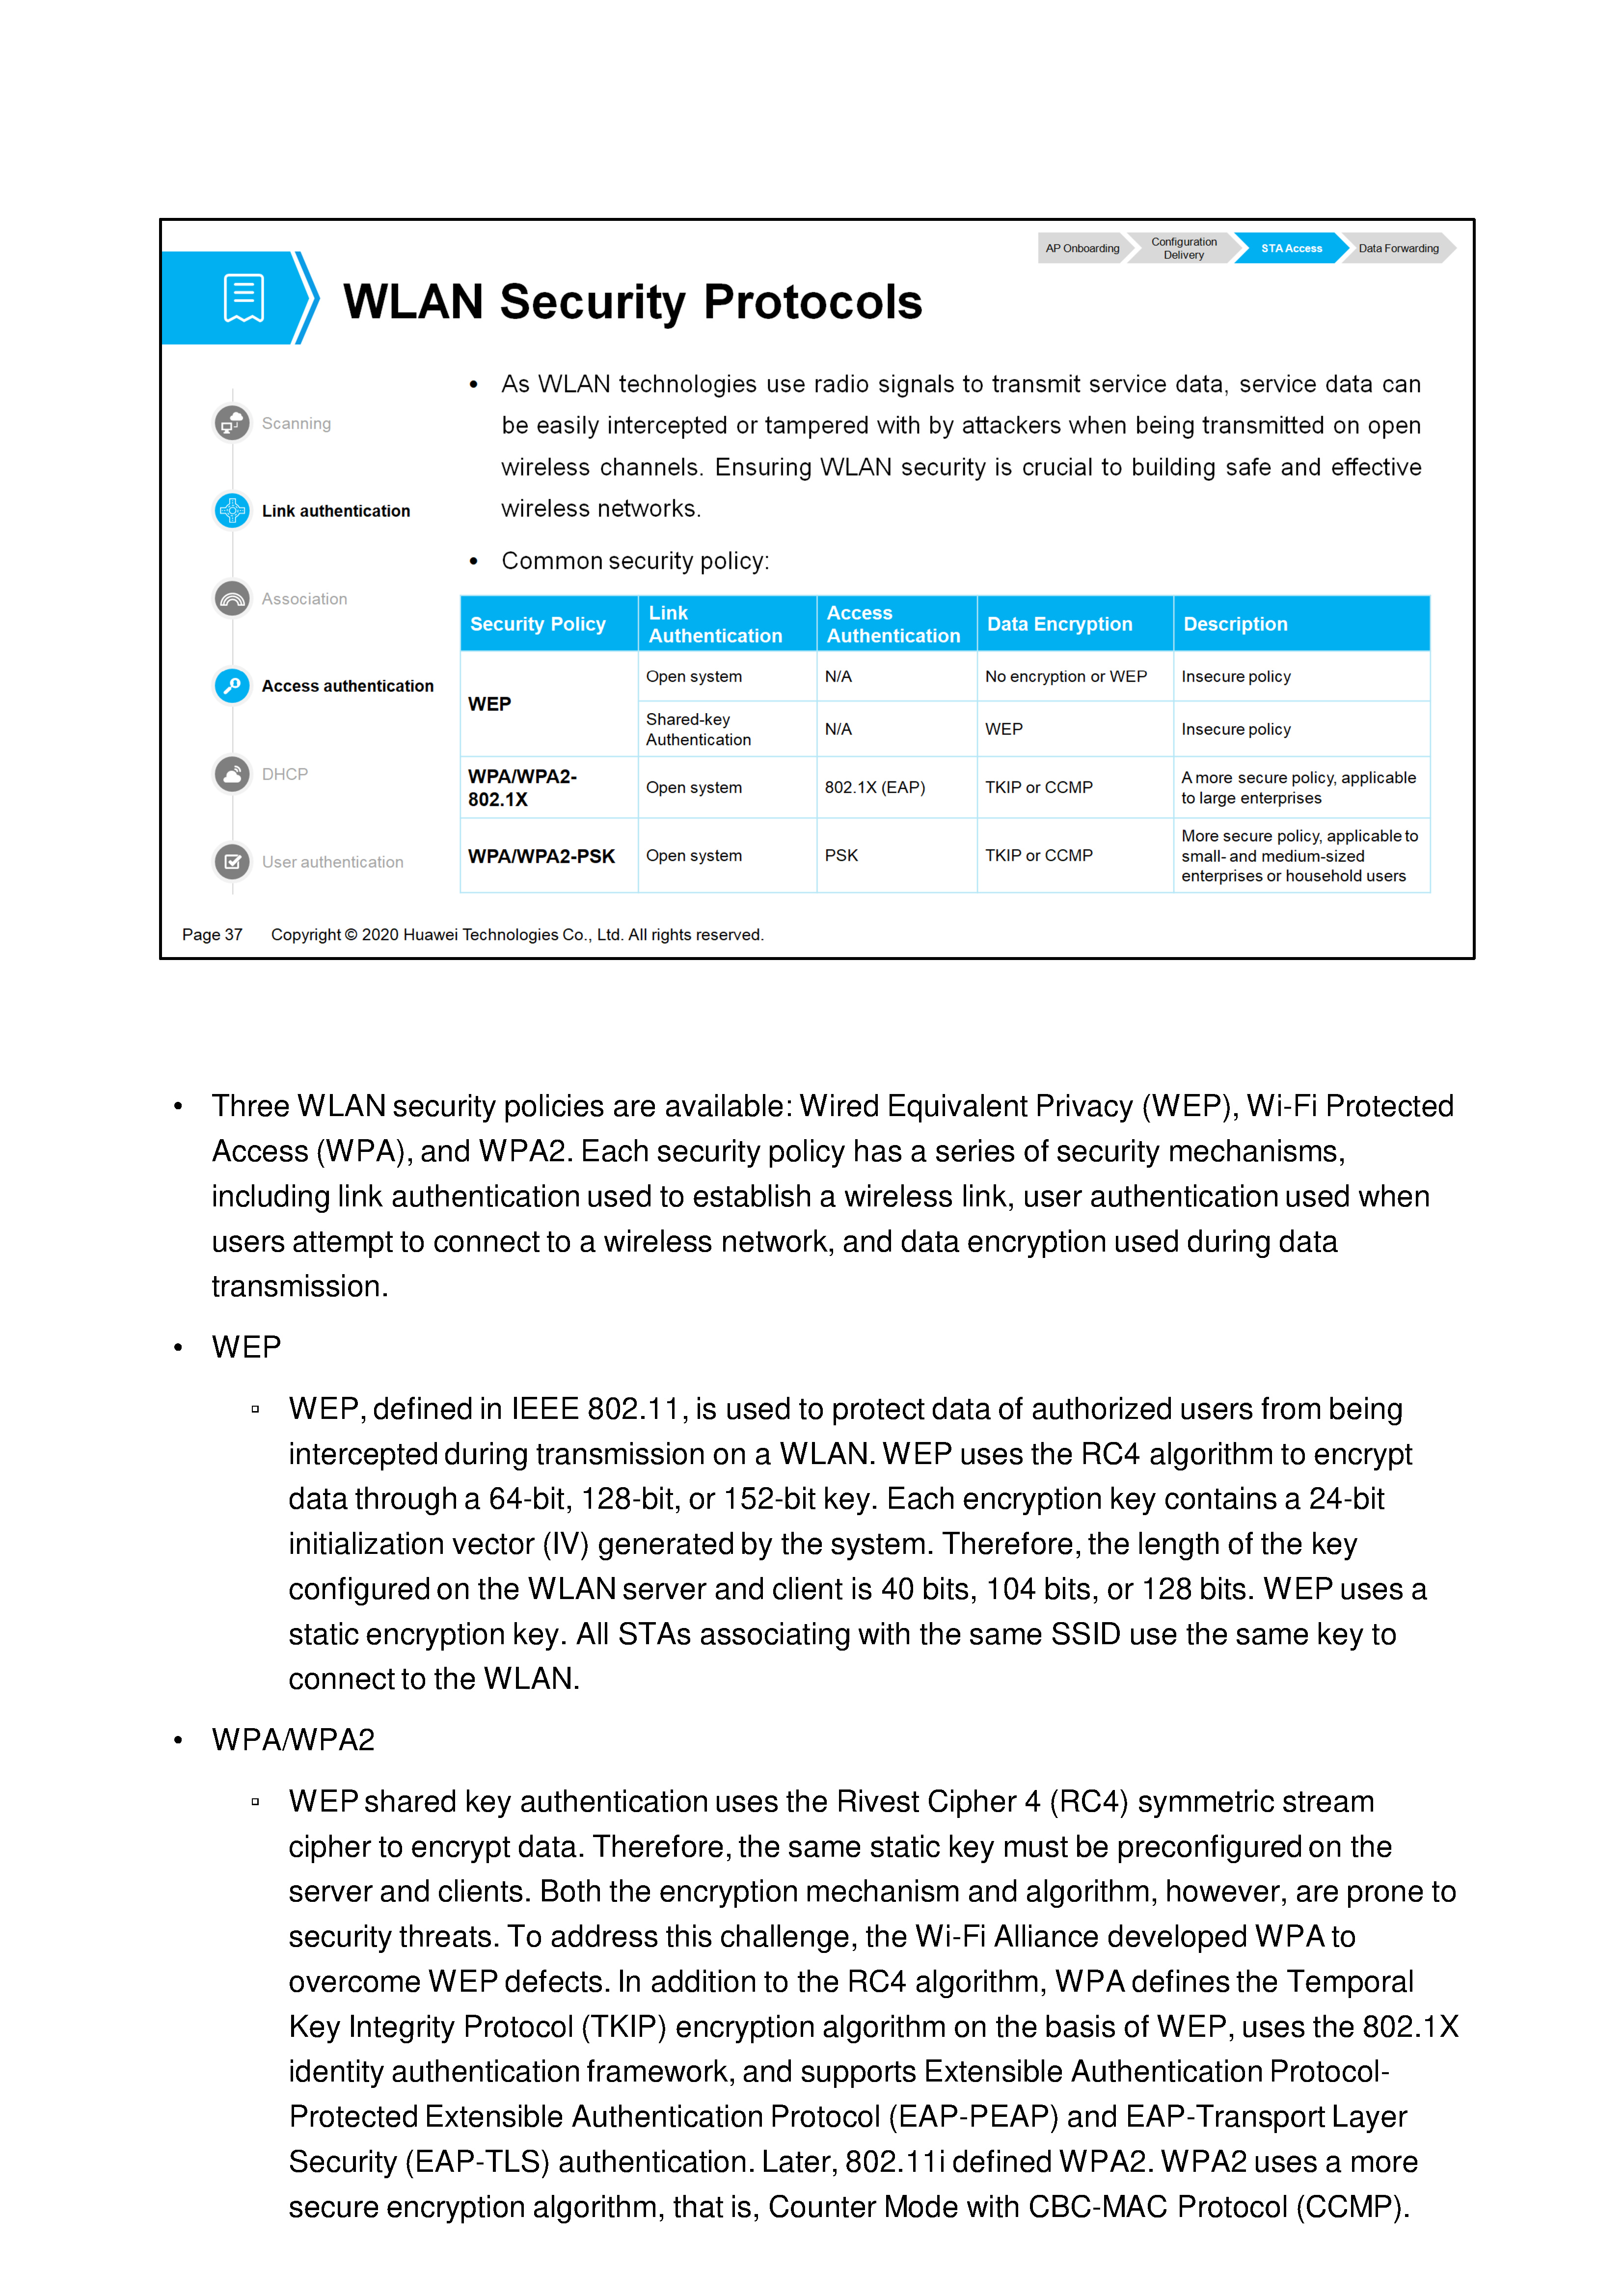 AP Onboarding
Configuration
Delivery
STA Access
Data Forwarding
WLAN Security Protocols
Scanning
Link authentication
Association
Access authentication
DHCP
User authentication
• As WLAN technologies use radio signals to transmit service data, service data can
be easily intercepted or tampered with by attackers when being transmitted on open
wireless channels. Ensuring WLAN security is crucial to building safe and effective
wireless networks.
• Common security policy:
Security Policy
Link
Authentication
Access
Authentication
Data Encryption
Description
WEP
Open system
N/A
No encryption or WEP
Insecure policy
Shared-key
Authentication
N/A
WEP
Insecure policy
WPA/WPA2-
802.1X
Open system
802.1X (EAP)
TKIP or CCMP
A more secure policy, applicable
to large enterprises
WPA/WPA2-PSK
Open system
PSK
TKIP or CCMP
More secure policy, applicable to
small- and medium-sized
enterprises or household users
Page 37 Copyright © 2020 Huawei Technologies Co., Ltd. All rights reserved.
• Three WLAN security policies are available: Wired Equivalent Privacy (WEP), Wi-Fi Protected
Access (WPA), and WPA2. Each security policy has a series of security mechanisms,
including link authentication used to establish a wireless link, user authentication used when
users attempt to connect to a wireless network, and data encryption used during data
transmission.
• WEP
▫ WEP, defined in IEEE 802.11, is used to protect data of authorized users from being
intercepted during transmission on a WLAN. WEP uses the RC4 algorithm to encrypt
data through a 64-bit, 128-bit, or 152-bit key. Each encryption key contains a 24-bit
initialization vector (IV) generated by the system. Therefore, the length of the key
configured on the WLAN server and client is 40 bits, 104 bits, or 128 bits. WEP uses a
static encryption key. All STAs associating with the same SSID use the same key to
connect to the WLAN.
• WPA/WPA2
▫ WEP shared key authentication uses the Rivest Cipher 4 (RC4) symmetric stream
cipher to encrypt data. Therefore, the same static key must be preconfigured on the
server and clients. Both the encryption mechanism and algorithm, however, are prone to
security threats. To address this challenge, the Wi-Fi Alliance developed WPA to
overcome WEP defects. In addition to the RC4 algorithm, WPA defines the Temporal
Key Integrity Protocol (TKIP) encryption algorithm on the basis of WEP, uses the 802.1X
identity authentication framework, and supports Extensible Authentication Protocol-
Protected Extensible Authentication Protocol (EAP-PEAP) and EAP-Transport Layer
Security (EAP-TLS) authentication. Later, 802.11i defined WPA2. WPA2 uses a more
secure encryption algorithm, that is, Counter Mode with CBC-MAC Protocol (CCMP).